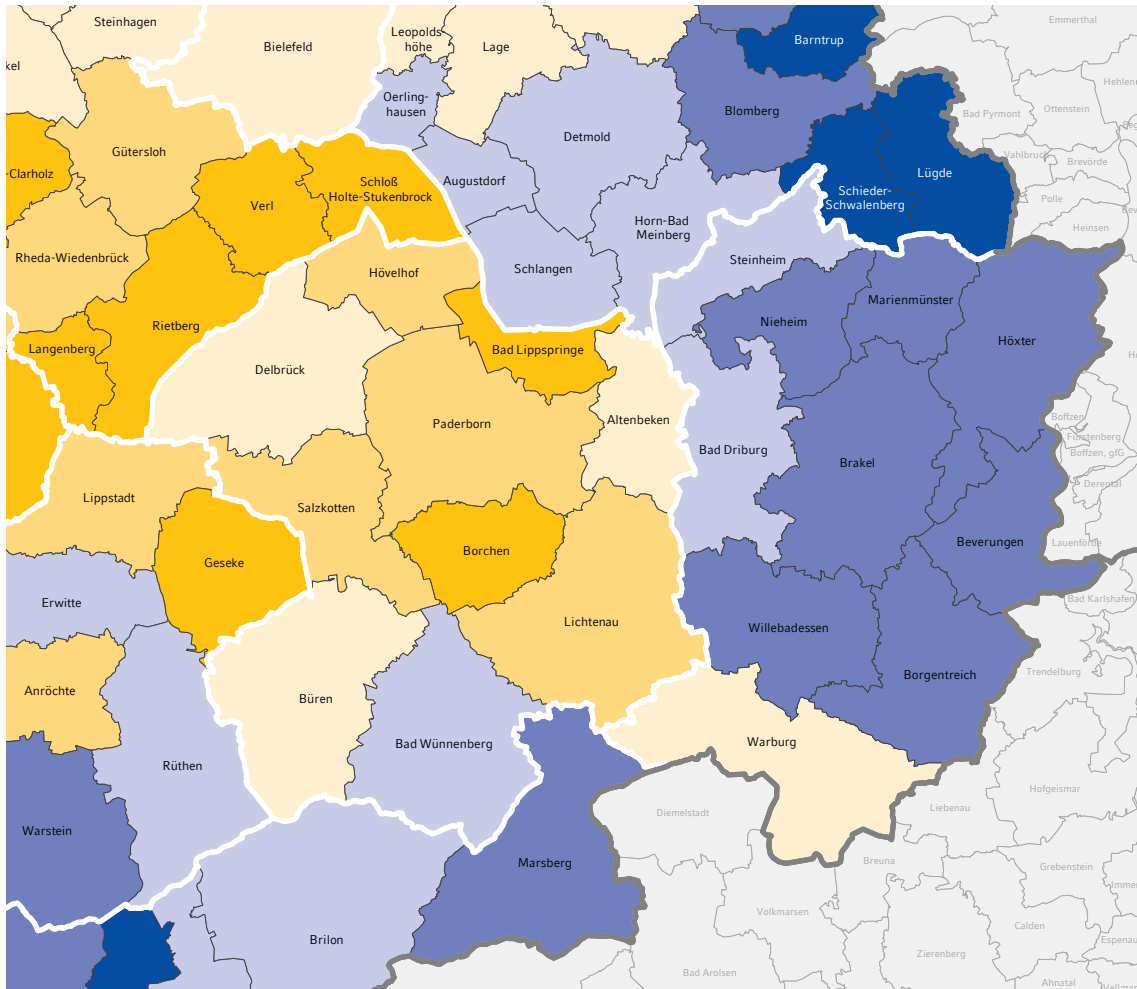 Steinhagen
Bielefeld
Leopolds
höhe
Lage
Barntrup
Emmerthal
kel
Oerling-
hausen
Blomberg
Hehlen
Ottenstein
Bad Pyrmont
Gütersloh
Detmold
Vahlbruch
Brevörde
-Clarholz
Verl
Schloß
Holte-Stukenbrock
Augustdorf
Schieder-
Schwalenberg
Lügde
Polle
Horn-Bad
Meinberg
Heinsen
Rheda-Wiedenbrück
Hövelhof
Schlangen
Steinheim
Marienmünster
Rietberg
Nieheim
Höxter
Langenberg
Bad Lippspringe
Delbrück
Paderborn
Altenbeken
Boffzen
Fürstenberg
Bad Driburg
Boffzen, gfG
Brakel
Derental
Lippstadt
Salzkotten
Borchen
Beverungen
Lauenförde
Geseke
Erwitte
Bad Karlshafen
Lichtenau
Willebadessen
Borgentreich
Trendelburg
Anröchte
Büren
Bad Wünnenberg
Warburg
Rüthen
Hofgeismar
Diemelstadt
Liebenau
Warstein
Marsberg
Breuna
Grebenstein
Imme
Volkmarsen
Calden
Brilon
Espenau
Zierenberg
Bad Arolsen
Ahnatal
Vellmar